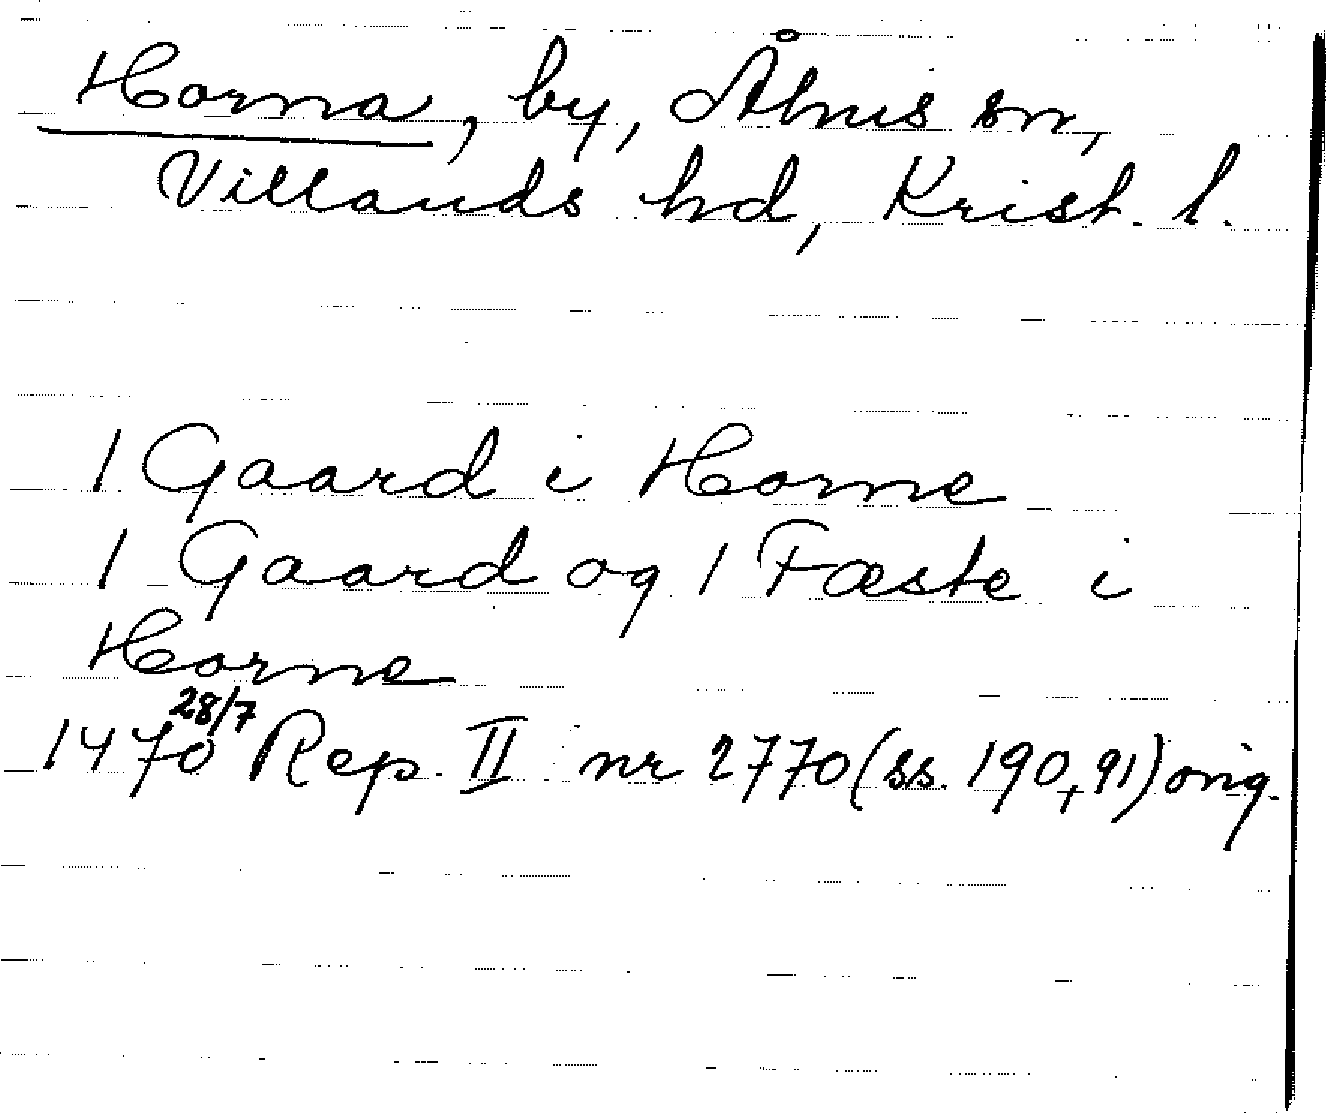 Horna, by, Åhus sn,
Villands hd, Krist. l.
1 Gaard i Horne
1 Gaard og 1 Fæste i
Horne
1470 28/7 Rep. II nr 2770 (ss. 190, 91) orig.